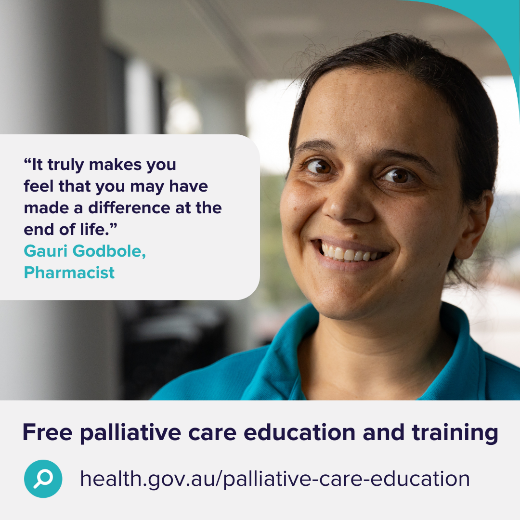 “It truly makes you
feel that you may have
made a difference at the
end of life.”
Gauri Godbole,
Pharmacist
Free palliative care education and training
health.gov.au/palliative-care-education